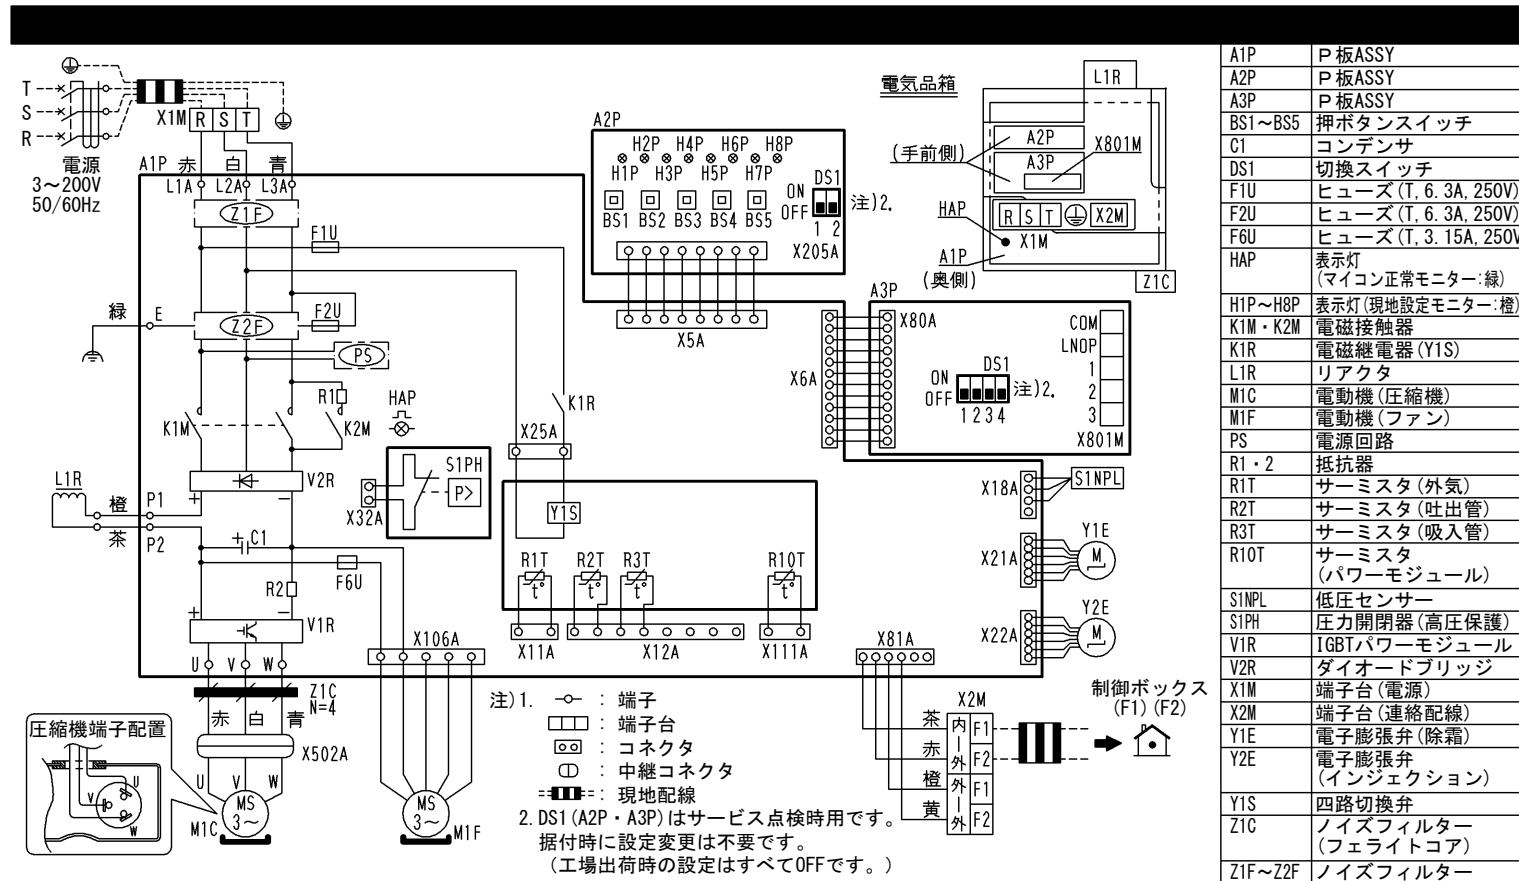 電源
3～200V
50/60Hz
T
S
R
X1M
R S T
A1P 赤 白 青
L1A L2A L3A
Z1F
F1U
緑 E
Z2F
F2U
PS
R1
K1M
K2M
HAP
K1R
X25A
L1R
橙 P1
茶 P2
V2R
+ −
S1PH
P>
X32A
Y1S
+ C1
F6U
R2
+ −
V1R
R1T R2T R3T R10T
t° t° t° t°
X11A X12A X111A
X106A
U V W
Z1C
N=4
赤 白 青
X502A
U V W
MS
3～
M1C
MS
3～
M1F
圧縮機端子配置
U
V
W
A2P
H2P H4P H6P H8P
H1P H3P H5P H7P
BS1 BS2 BS3 BS4 BS5
DS1
ON
OFF
1 2
注)2.
X205A
X5A
電気品箱
L1R
(手前側)
A2P
A3P
X801M
HAP
R S T X2M
X1M
A1P
(奥側)
Z1C
A3P
X80A
X6A
DS1
ON
OFF
1 2 3 4
注)2.
COM
LNOP
1
2
3
X801M
X18A
S1NPL
X21A
Y1E
M
X22A
Y2E
M
X81A
X2M
茶
赤
橙
黄
内ー外 F1
F2
外ー外 F1
F2
制御ボックス
(F1)(F2)
注)1. : 端子
: 端子台
: コネクタ
: 中継コネクタ
: 現地配線
2. DS1(A2P・A3P)はサービス点検時用です。
据付時に設定変更は不要です。
(工場出荷時の設定はすべてOFFです。)
A1P P板ASSY
A2P P板ASSY
A3P P板ASSY
BS1～BS5 押ボタンスイッチ
C1 コンデンサ
DS1 切換スイッチ
F1U ヒューズ(T, 6.3A, 250V)
F2U ヒューズ(T, 6.3A, 250V)
F6U ヒューズ(T, 3.15A, 250V
HAP 表示灯
(マイコン正常モニター:緑)
H1P～H8P 表示灯(現地設定モニター:橙)
K1M・K2M 電磁接触器
K1R 電磁継電器(Y1S)
L1R リアクタ
M1C 電動機(圧縮機)
M1F 電動機(ファン)
PS 電源回路
R1・2 抵抗器
R1T サーミスタ(外気)
R2T サーミスタ(吐出管)
R3T サーミスタ(吸入管)
R10T サーミスタ
(パワーモジュール)
S1NPL 低圧センサー
S1PH 圧力開閉器(高圧保護)
V1R IGBTパワーモジュール
V2R ダイオードブリッジ
X1M 端子台(電源)
X2M 端子台(連絡配線)
Y1E 電子膨張弁(除霜)
Y2E 電子膨張弁
(インジェクション)
Y1S 四路切換弁
Z1C ノイズフィルター
(フェライトコア)
Z1F～Z2F ノイズフィルター